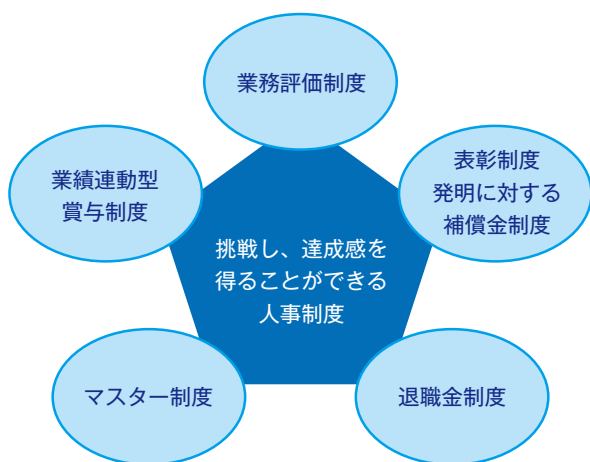 業務評価制度
業績連動型
賞与制度
表彰制度
発明に対する
補償金制度
挑戦し、達成感を
得ることができる
人事制度
マスター制度
退職金制度